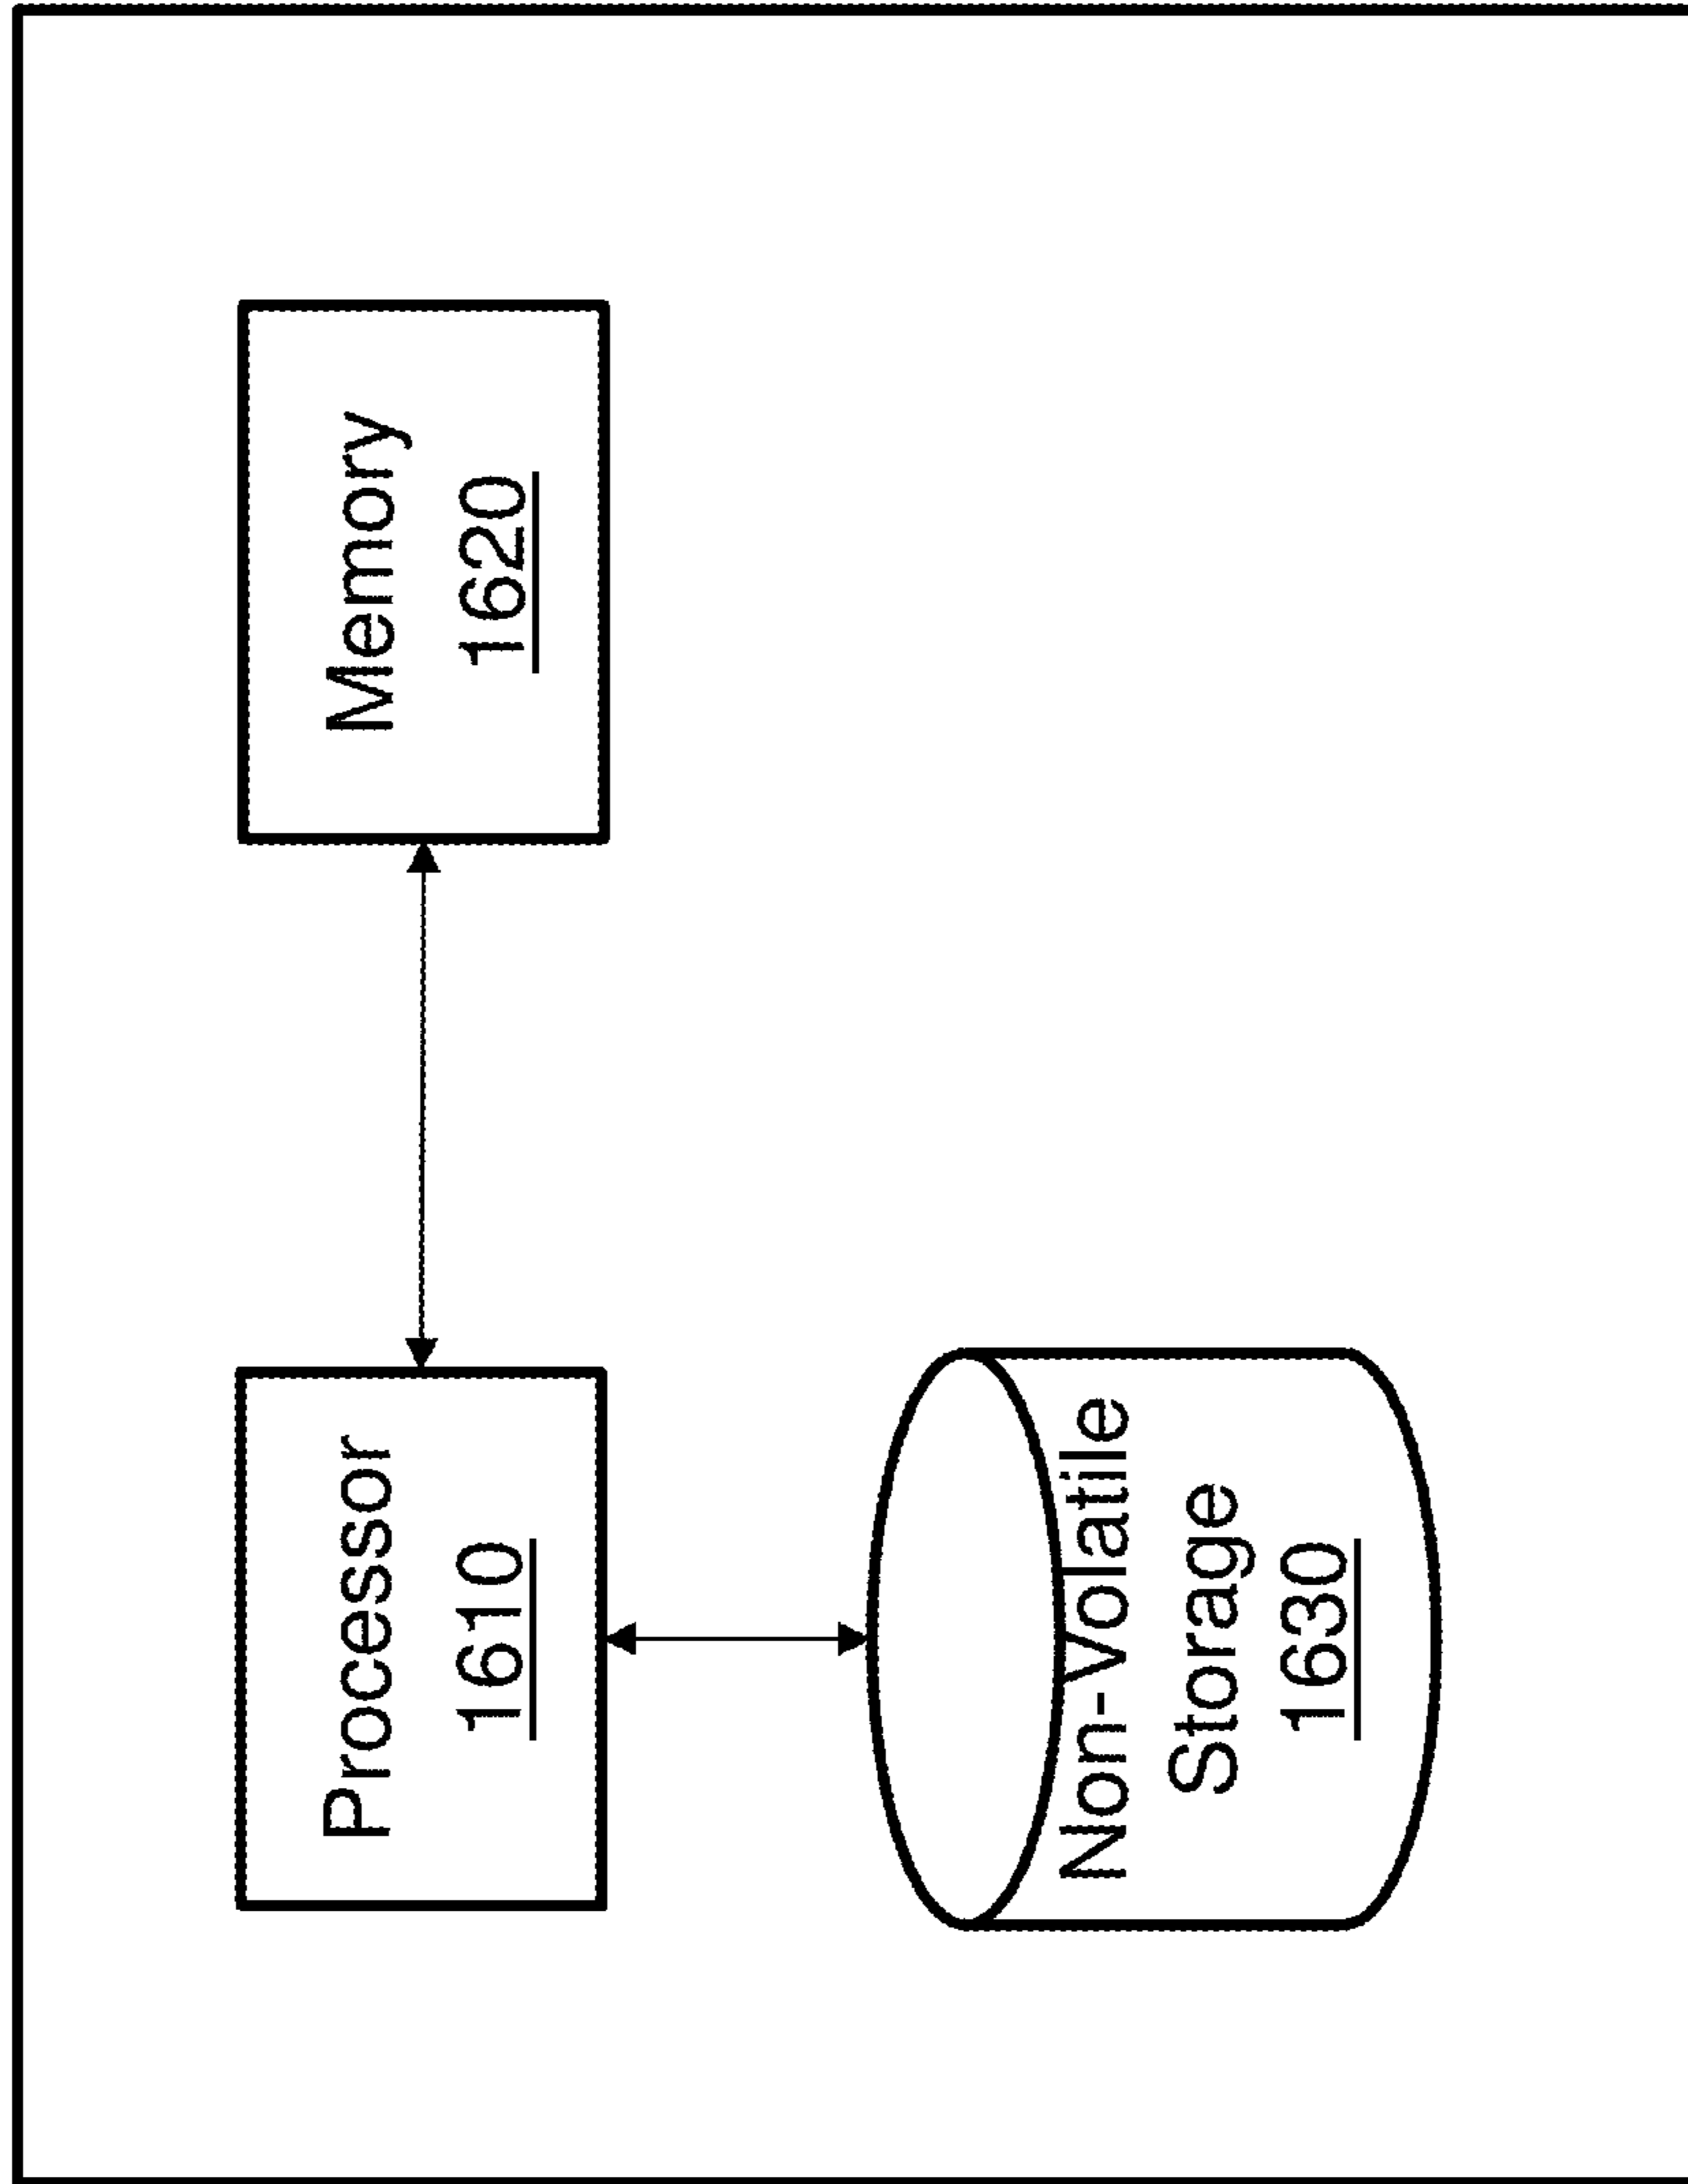 Processor
1610
Memory
1620
Non-Volatile
Storage
1630